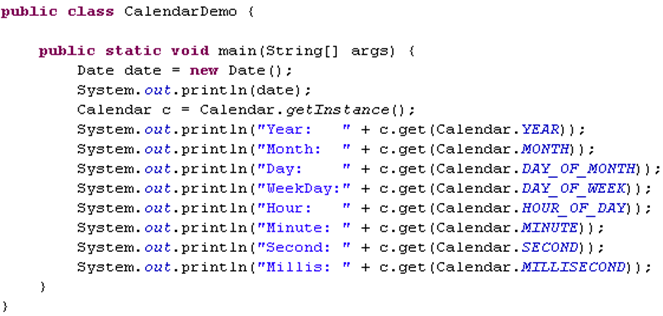 public class CalendarDemo {
public static void main(String[] args) {
Date date = new Date();
System.out.println(date);
Calendar c = Calendar.getInstance();
System.out.println("Year:   " + c.get(Calendar.YEAR));
System.out.println("Month:  " + c.get(Calendar.MONTH));
System.out.println("Day:    " + c.get(Calendar.DAY_OF_MONTH));
System.out.println("WeekDay:" + c.get(Calendar.DAY_OF_WEEK));
System.out.println("Hour:   " + c.get(Calendar.HOUR_OF_DAY));
System.out.println("Minute: " + c.get(Calendar.MINUTE));
System.out.println("Second: " + c.get(Calendar.SECOND));
System.out.println("Millis: " + c.get(Calendar.MILLISECOND));
}
}